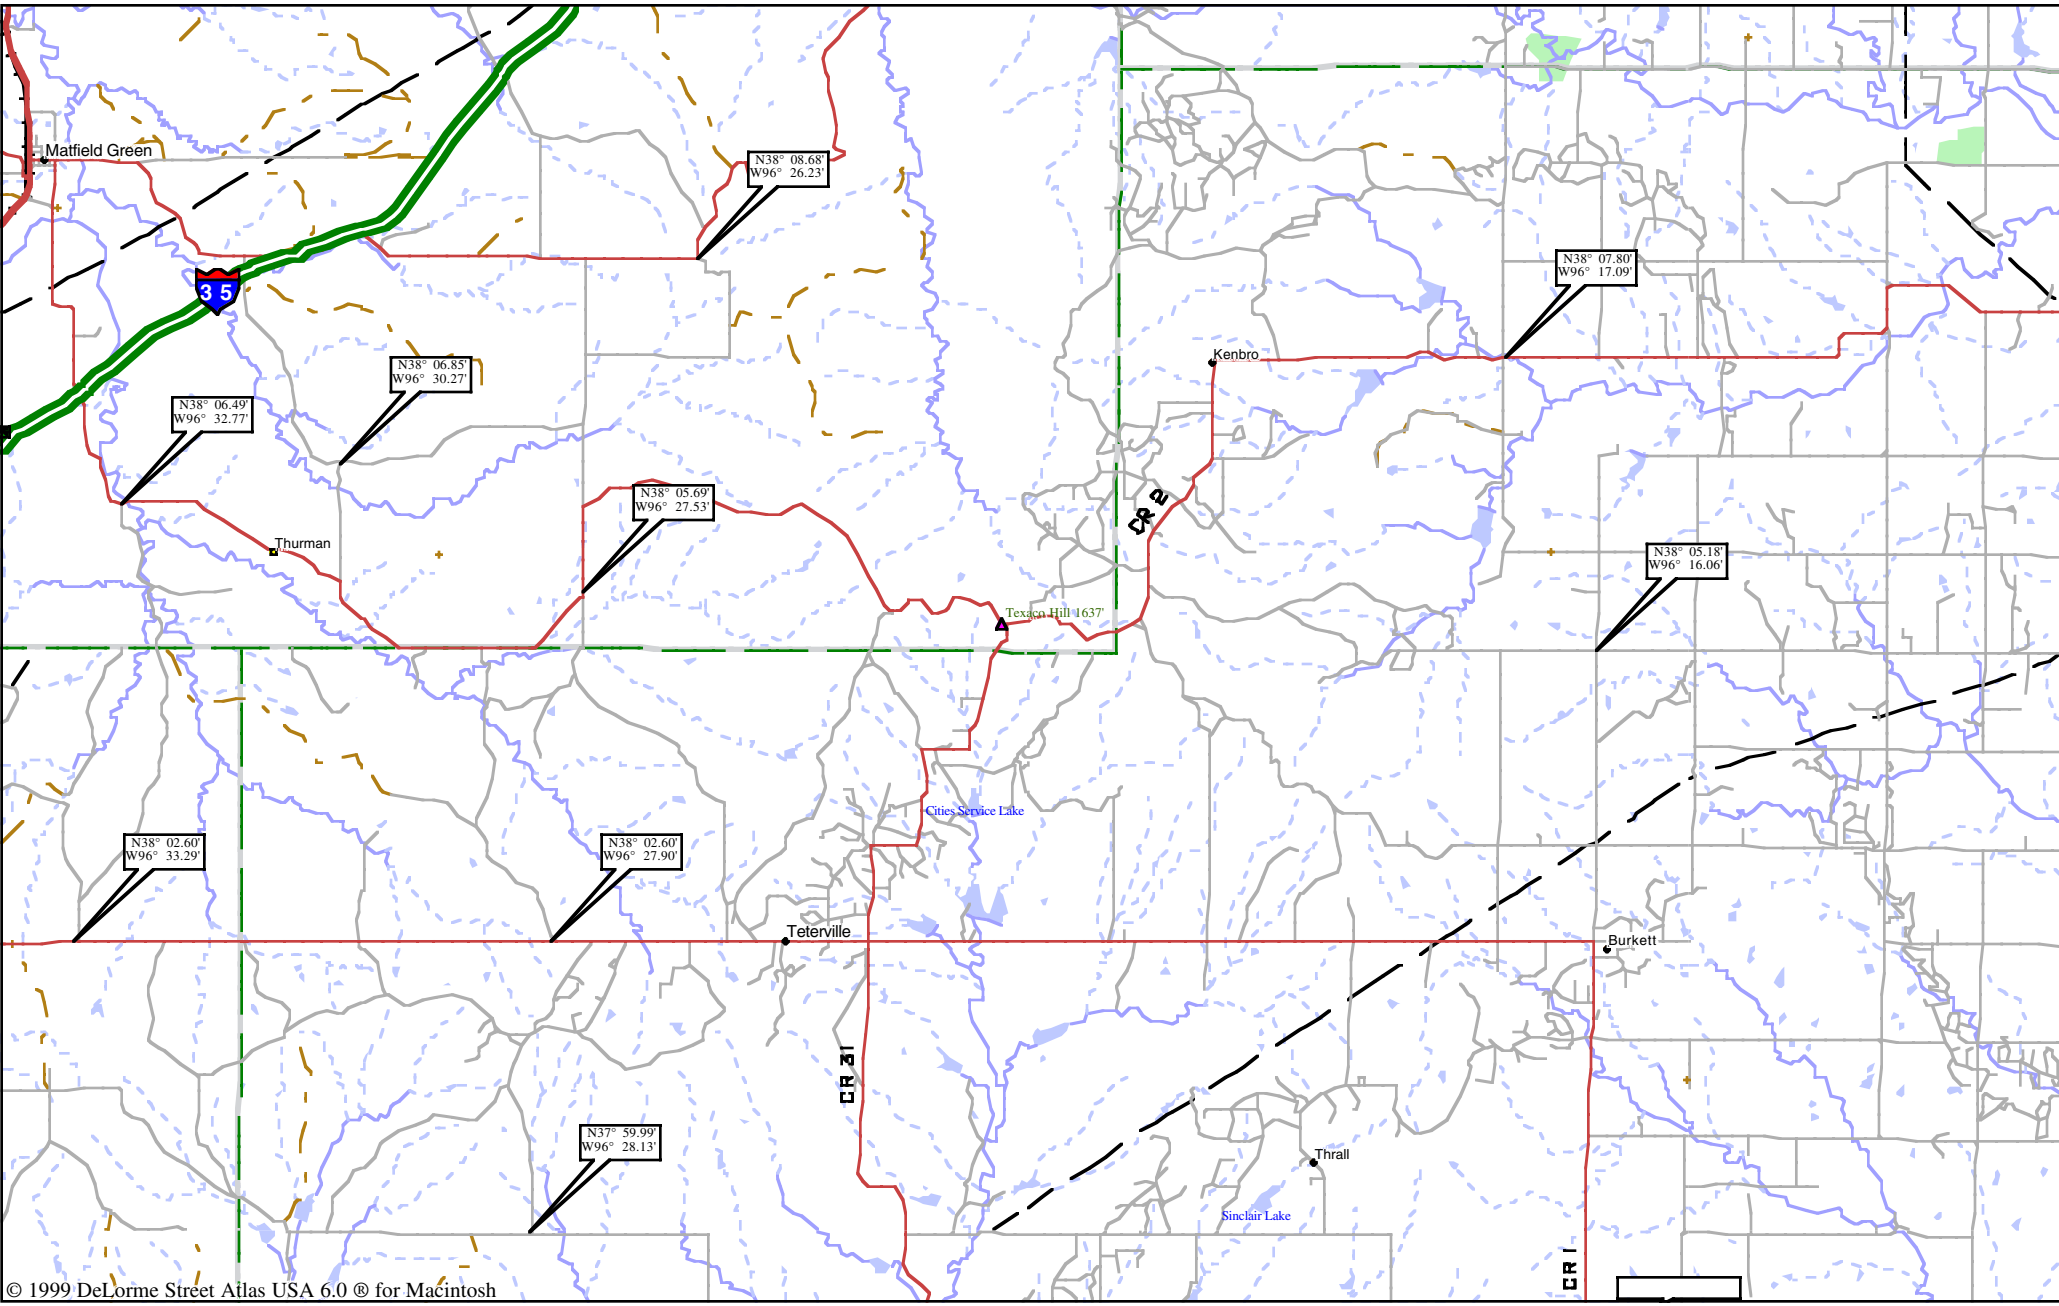 Matfield Green
N38° 08.68'
W96° 26.23'
N38° 07.80'
W96° 17.09'
35
Kenbro
N38° 06.85'
W96° 30.27'
N38° 06.49'
W96° 32.77'
N38° 05.69'
W96° 27.53'
CR 2
Thurman
N38° 05.18'
W96° 16.06'
Texaco Hill 1637'
Cities Service Lake
N38° 02.60'
W96° 33.29'
N38° 02.60'
W96° 27.90'
Teterville
Burkett
CR 31
N37° 59.99'
W96° 28.13'
Thrall
Sinclair Lake
CR 1
© 1999 DeLorme Street Atlas USA 6.0 ® for Macintosh